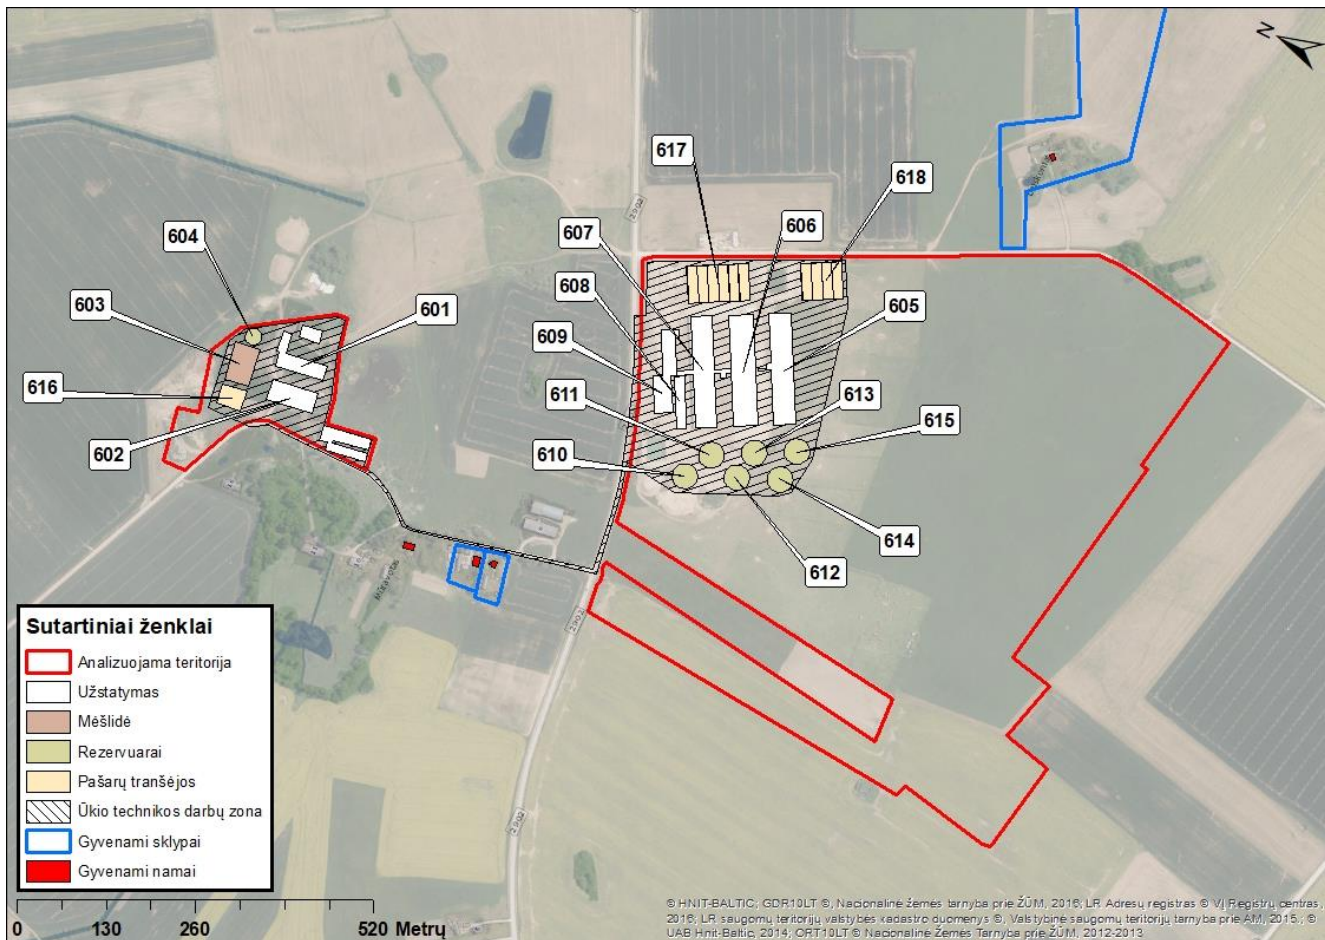 N
2902
617
618
607
606
604
608
603
601
605
609
616
611
613
615
602
610
614
612
2902
Sutartiniai ženklai
Analizuojama teritorija
Užstatymas
Mėšlidė
Rezervuarai
Pašarų tranšėjos
Ūkio technikos darbų zona
Gyvenami sklypai
Gyvenami namai
2902
0 130 260 520 Metrų
© HNIT-BALTIC; GDR10LT ©, Nacionalinė žemės tarnyba prie ŽŪM, 2016; LR Adresų registras © VĮ Registrų centras,
2016; LR saugomų teritorijų valstybės kadastro duomenys ©, Valstybinė saugomų teritorijų tarnyba prie AM, 2015.; ©
UAB Hnit-Baltic, 2014; ORT10LT © Nacionalinė Žemės Tarnyba prie ŽŪM, 2012-2013